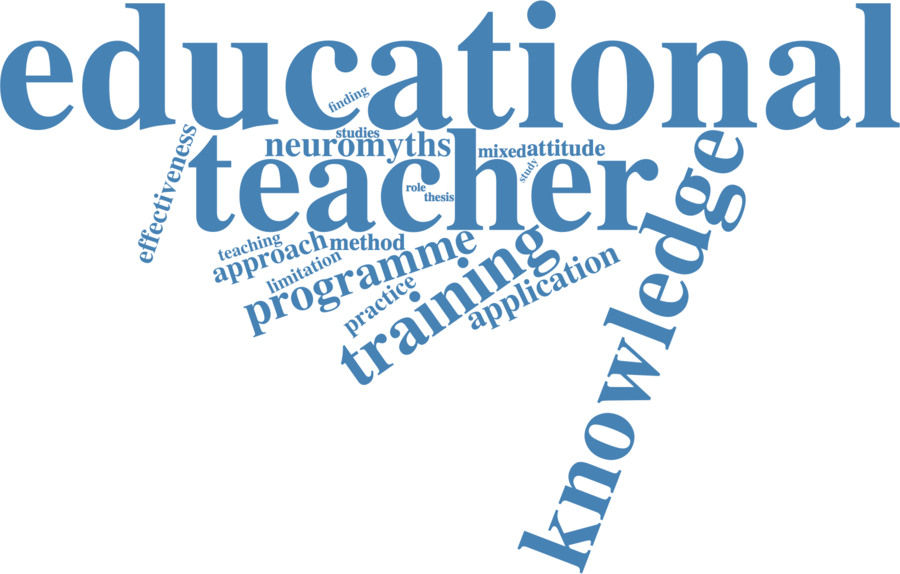 educational
finding
studies
neuromyths
mixed
attitude
effectiveness
teacher
study
role
thesis
knowledge
teaching
approach
method
limitation
programme
practice
training
application